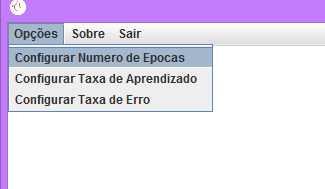 Opções Sobre Sair
Configurar Numero de Epocas
Configurar Taxa de Aprendizado
Configurar Taxa de Erro